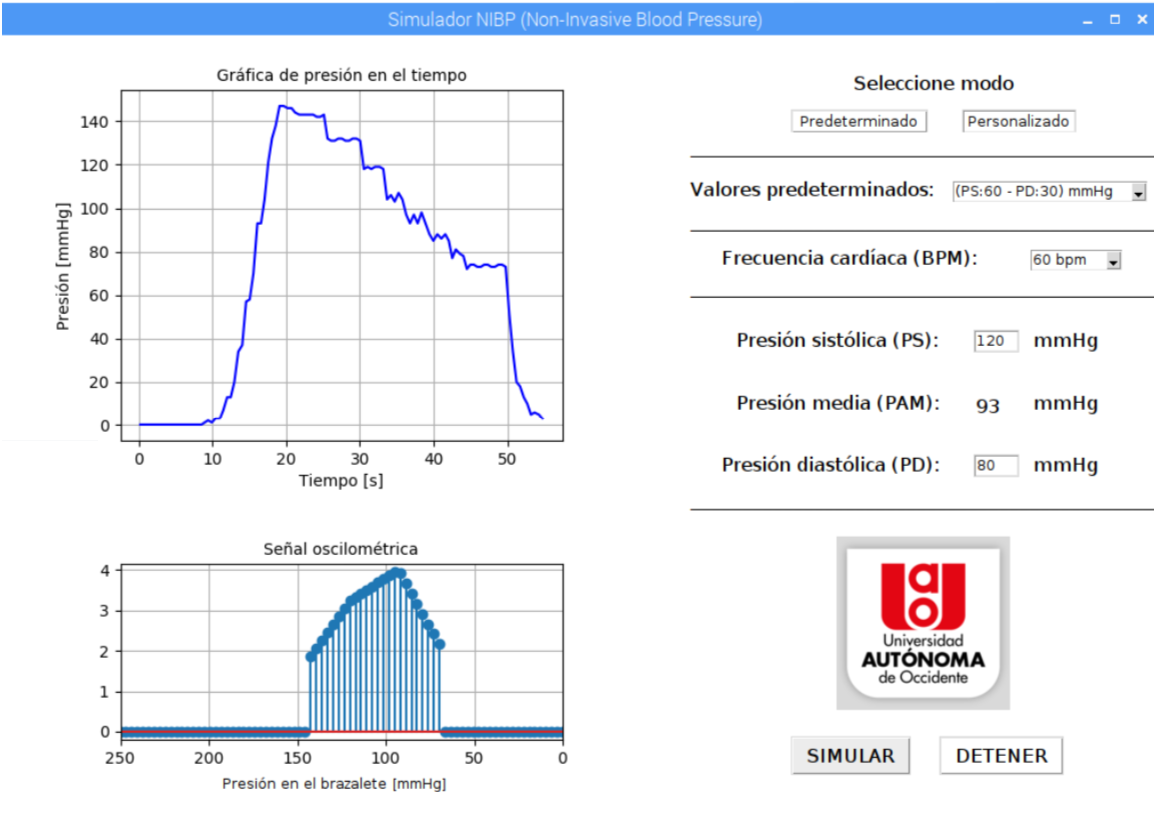 Simulador NIBP (Non-Invasive Blood Pressure)
Gráfica de presión en el tiempo
Presión [mmHg]
140
120
100
80
60
40
20
0
0 10 20 30 40 50
Tiempo [s]
Señal oscilométrica
4
3
2
1
0
250 200 150 100 50 0
Presión en el brazalete [mmHg]
Seleccione modo
Predeterminado Personalizado
Valores predeterminados: (PS:60 - PD:30) mmHg
Frecuencia cardíaca (BPM): 60 bpm
Presión sistólica (PS): 120 mmHg
Presión media (PAM): 93 mmHg
Presión diastólica (PD): 80 mmHg
uao
Universidad
AUTÓNOMA
de Occidente
SIMULAR DETENER